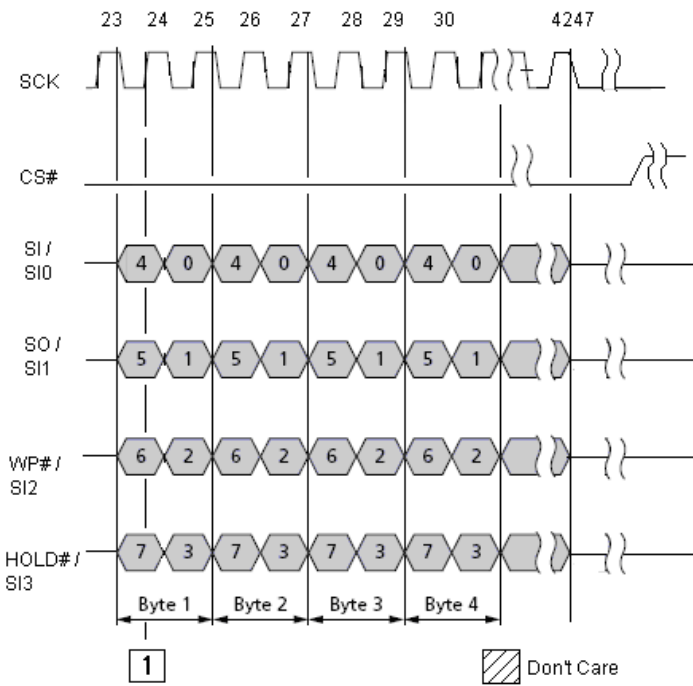 23 24 25 26 27 28 29 30 4247
SCK
CS#
SI /
SI0
4 0 4 0 4 0 4 0
SO /
SI1
5 1 5 1 5 1 5 1
WP# /
SI2
6 2 6 2 6 2 6 2
HOLD# /
SI3
7 3 7 3 7 3 7 3
Byte 1 Byte 2 Byte 3 Byte 4
1
Don't Care